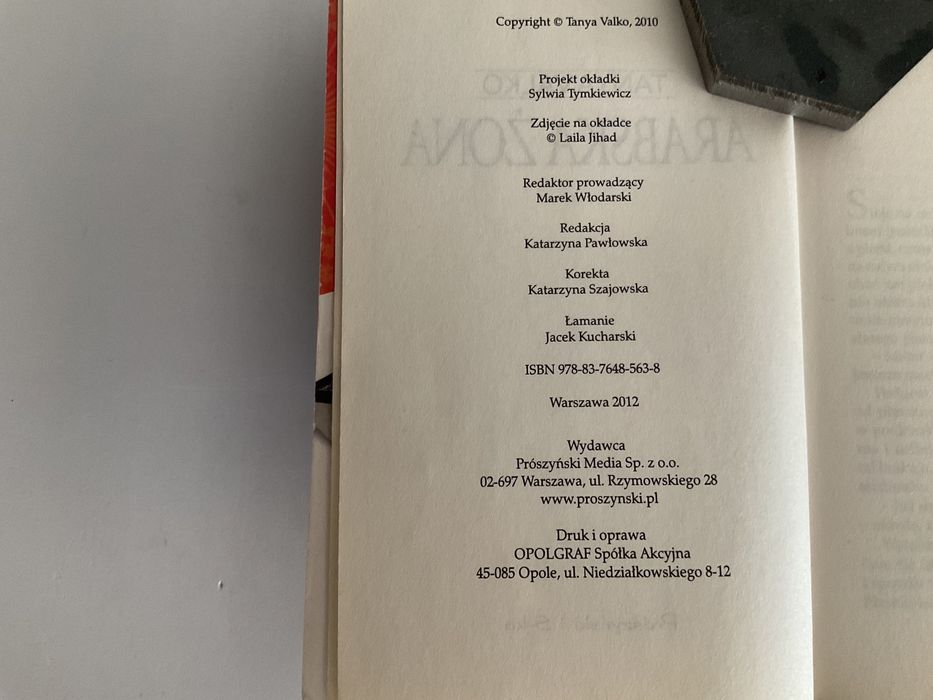 Copyright © Tanya Valko, 2010
Projekt okładki
Sylwia Tymkiewicz
Zdjęcie na okładce
© Laila Jihad
Redaktor prowadzący
Marek Włodarski
Redakcja
Katarzyna Pawłowska
Korekta
Katarzyna Szajowska
Łamanie
Jacek Kucharski
ISBN 978-83-7648-563-8
Warszawa 2012
Wydawca
Prószyński Media Sp. z o.o.
02-697 Warszawa, ul. Rzymowskiego 28
www.proszynski.pl
Druk i oprawa
OPOLGRAF Spółka Akcyjna
45-085 Opole, ul. Niedziałkowskiego 8-12